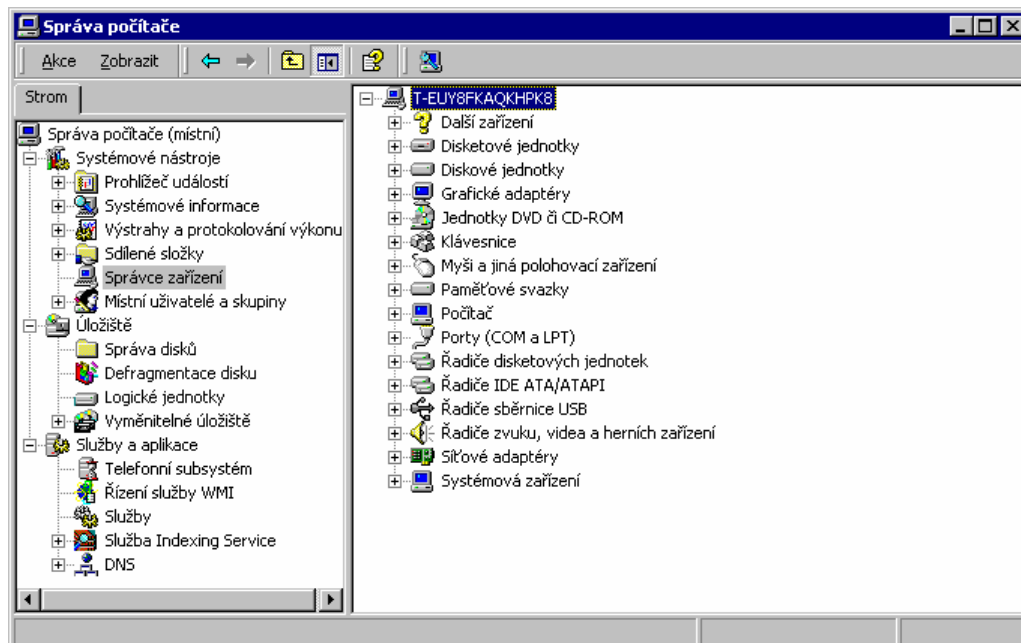 Správa počítače
Akce Zobrazit
Strom
Správa počítače (místní)
Systémové nástroje
Prohlížeč událostí
Systémové informace
Výstrahy a protokolování výkonu
Sdílené složky
Správce zařízení
Místní uživatelé a skupiny
Úložiště
Správa disků
Defragmentace disku
Logické jednotky
Vyměnitelné úložiště
Služby a aplikace
Telefonní subsystém
Řízení služby WMI
Služby
Služba Indexing Service
DNS
T-EUY8FKAQKHPK8
Další zařízení
Disketové jednotky
Diskové jednotky
Grafické adaptéry
Jednotky DVD či CD-ROM
Klávesnice
Myši a jiná polohovací zařízení
Paměťové svazky
Počítač
Porty (COM a LPT)
Řadiče disketových jednotek
Řadiče IDE ATA/ATAPI
Řadiče sběrnice USB
Řadiče zvuku, videa a herních zařízení
Síťové adaptéry
Systémová zařízení